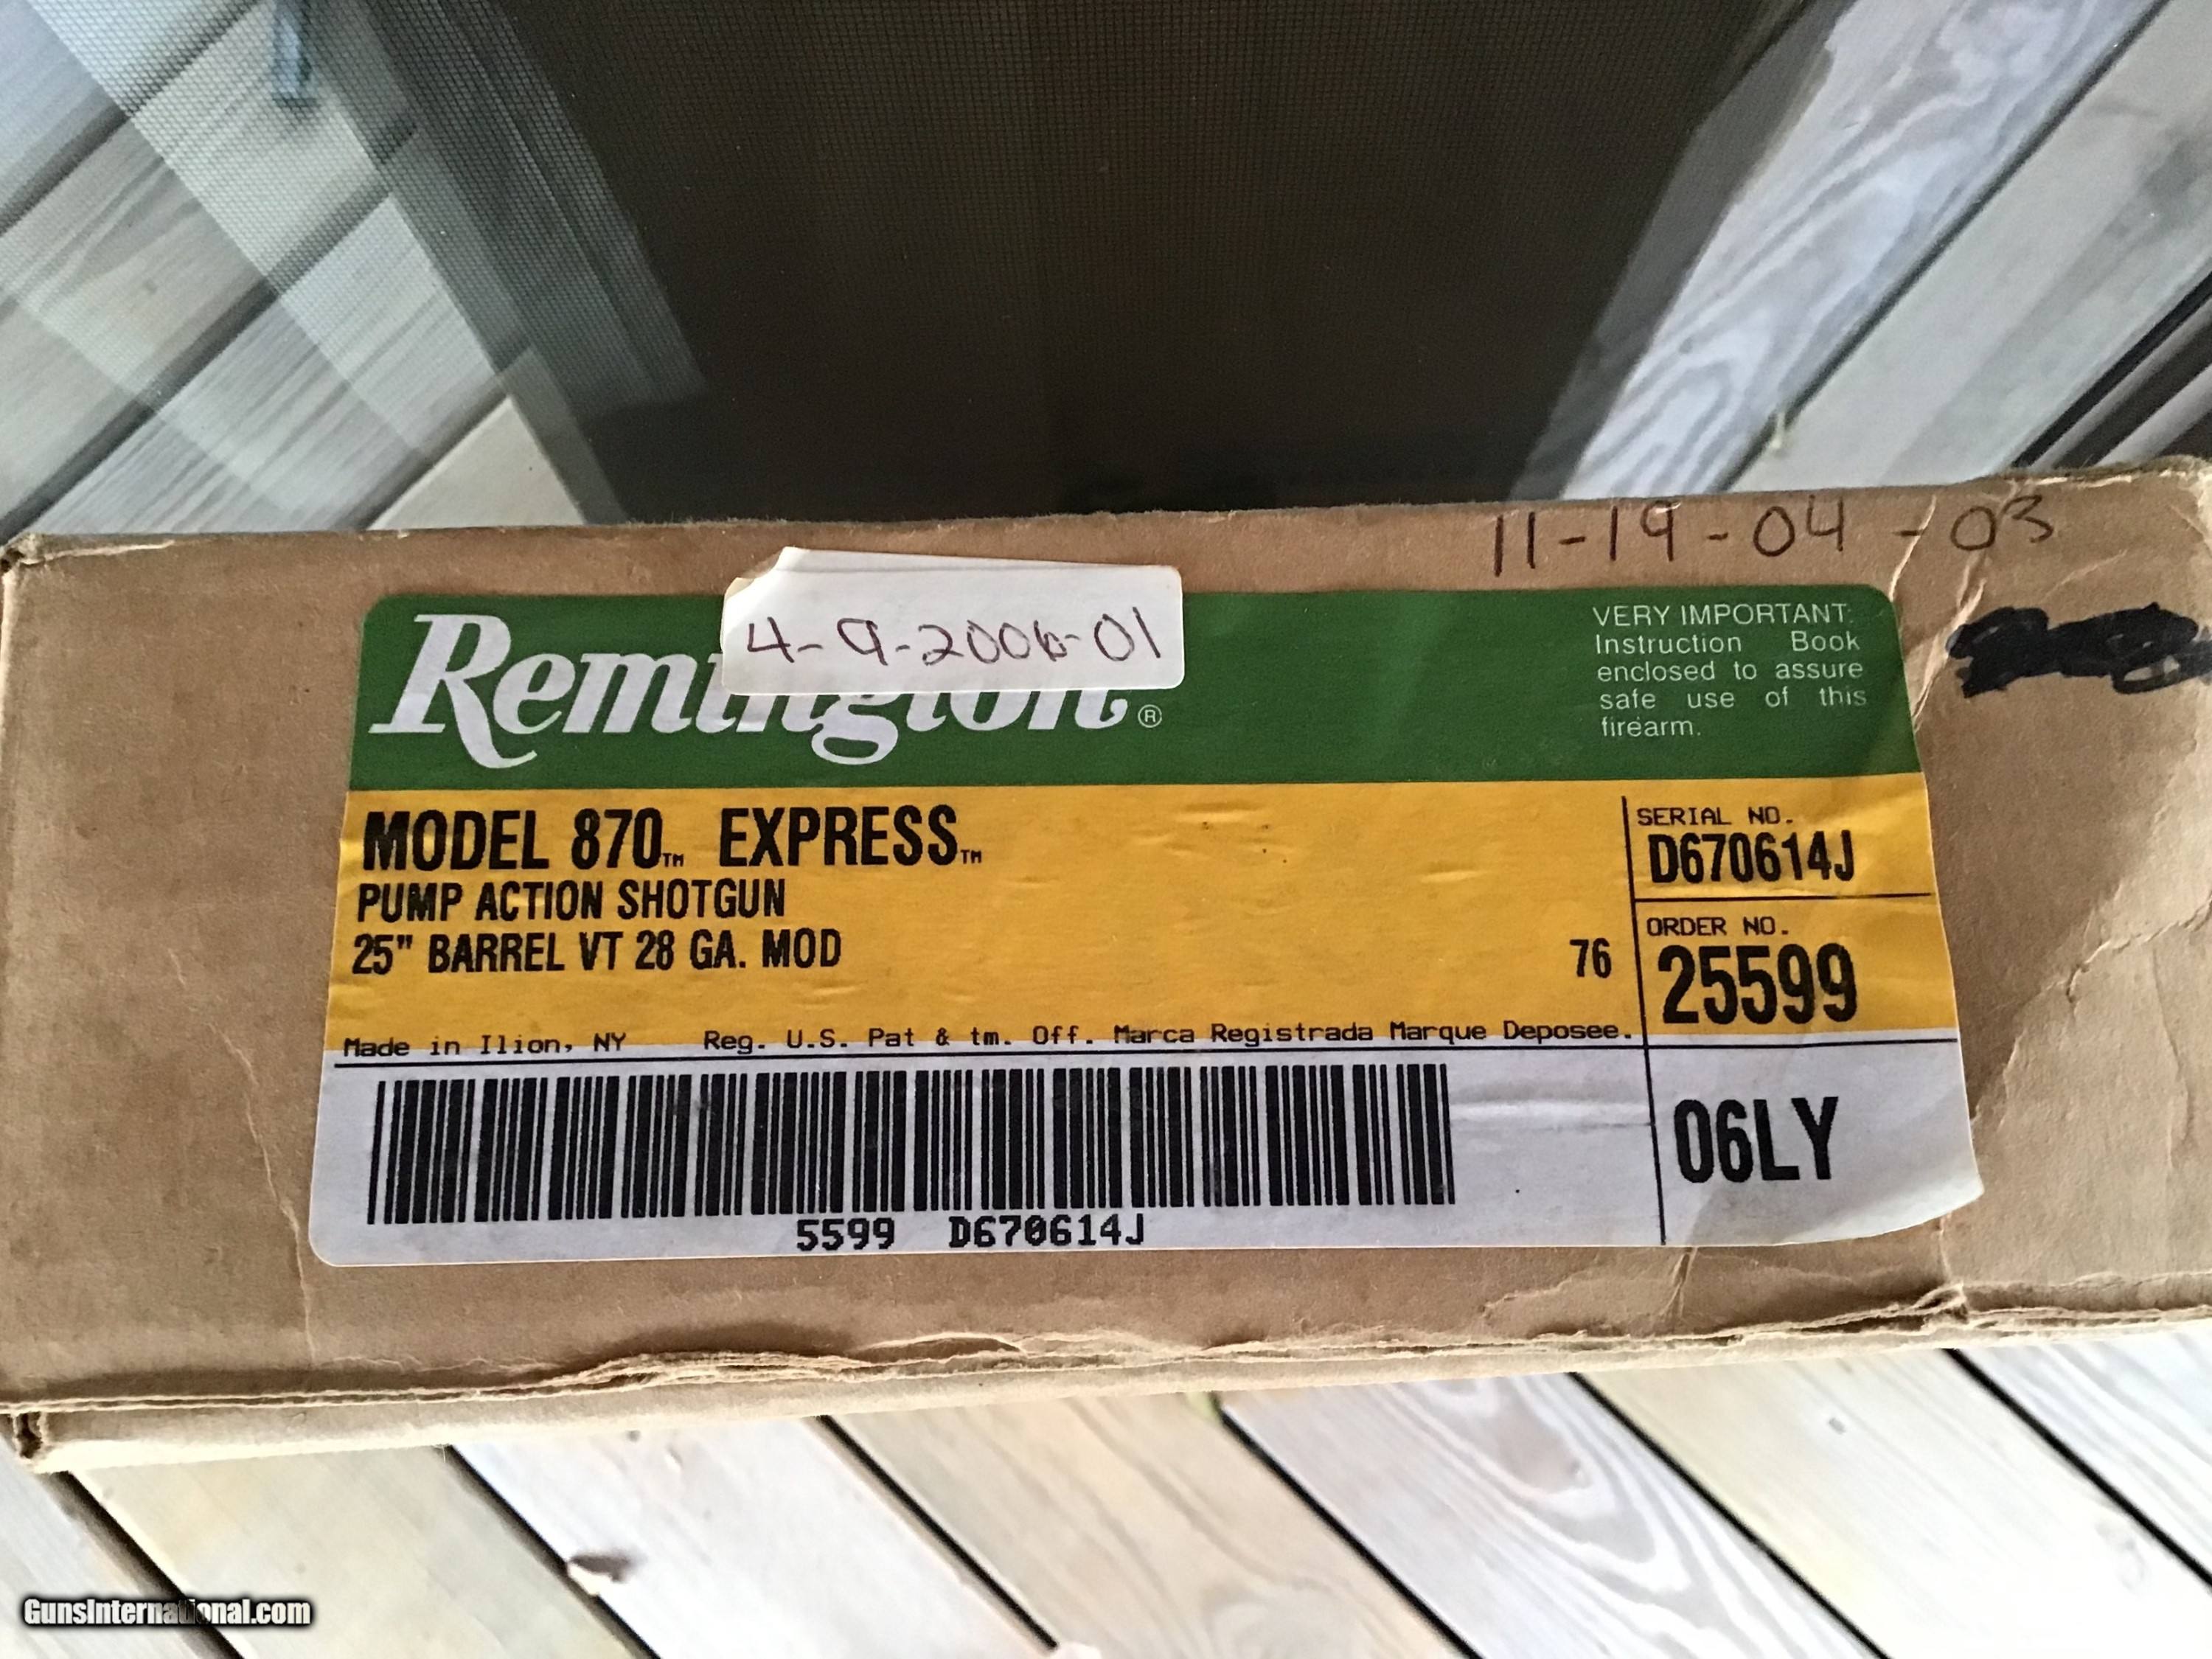 11-19-04-03
4-9-2006-01
Remington®
VERY IMPORTANT:
Instruction Book
enclosed to assure
safe use of this
firearm.
MODEL 870™ EXPRESS™
PUMP ACTION SHOTGUN
25" BARREL VT 28 GA. MOD
76
SERIAL NO.
D670614J
ORDER NO.
25599
Made in Ilion, NY Reg. U.S. Pat & tm. Off. Marca Registrada Marque Deposee.
06LY
5599 D670614J
GunsInternational.com